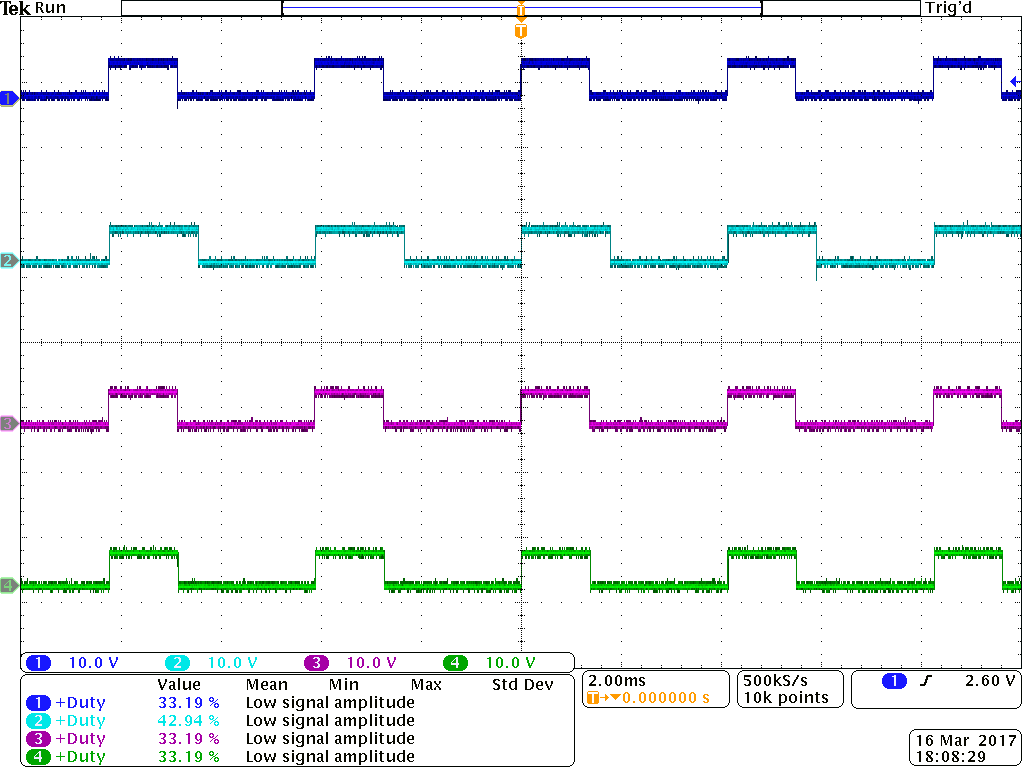 Tek Run Trig'd
T
T
1
2
3
4
1 10.0 V 2 10.0 V 3 10.0 V 4 10.0 V
Value Mean Min Max Std Dev
1 +Duty 33.19 % Low signal amplitude
2 +Duty 42.94 % Low signal amplitude
3 +Duty 33.19 % Low signal amplitude
4 +Duty 33.19 % Low signal amplitude
2.00ms
T→▼0.000000 s
500kS/s
10k points
1 2.60 V
16 Mar 2017
18:08:29